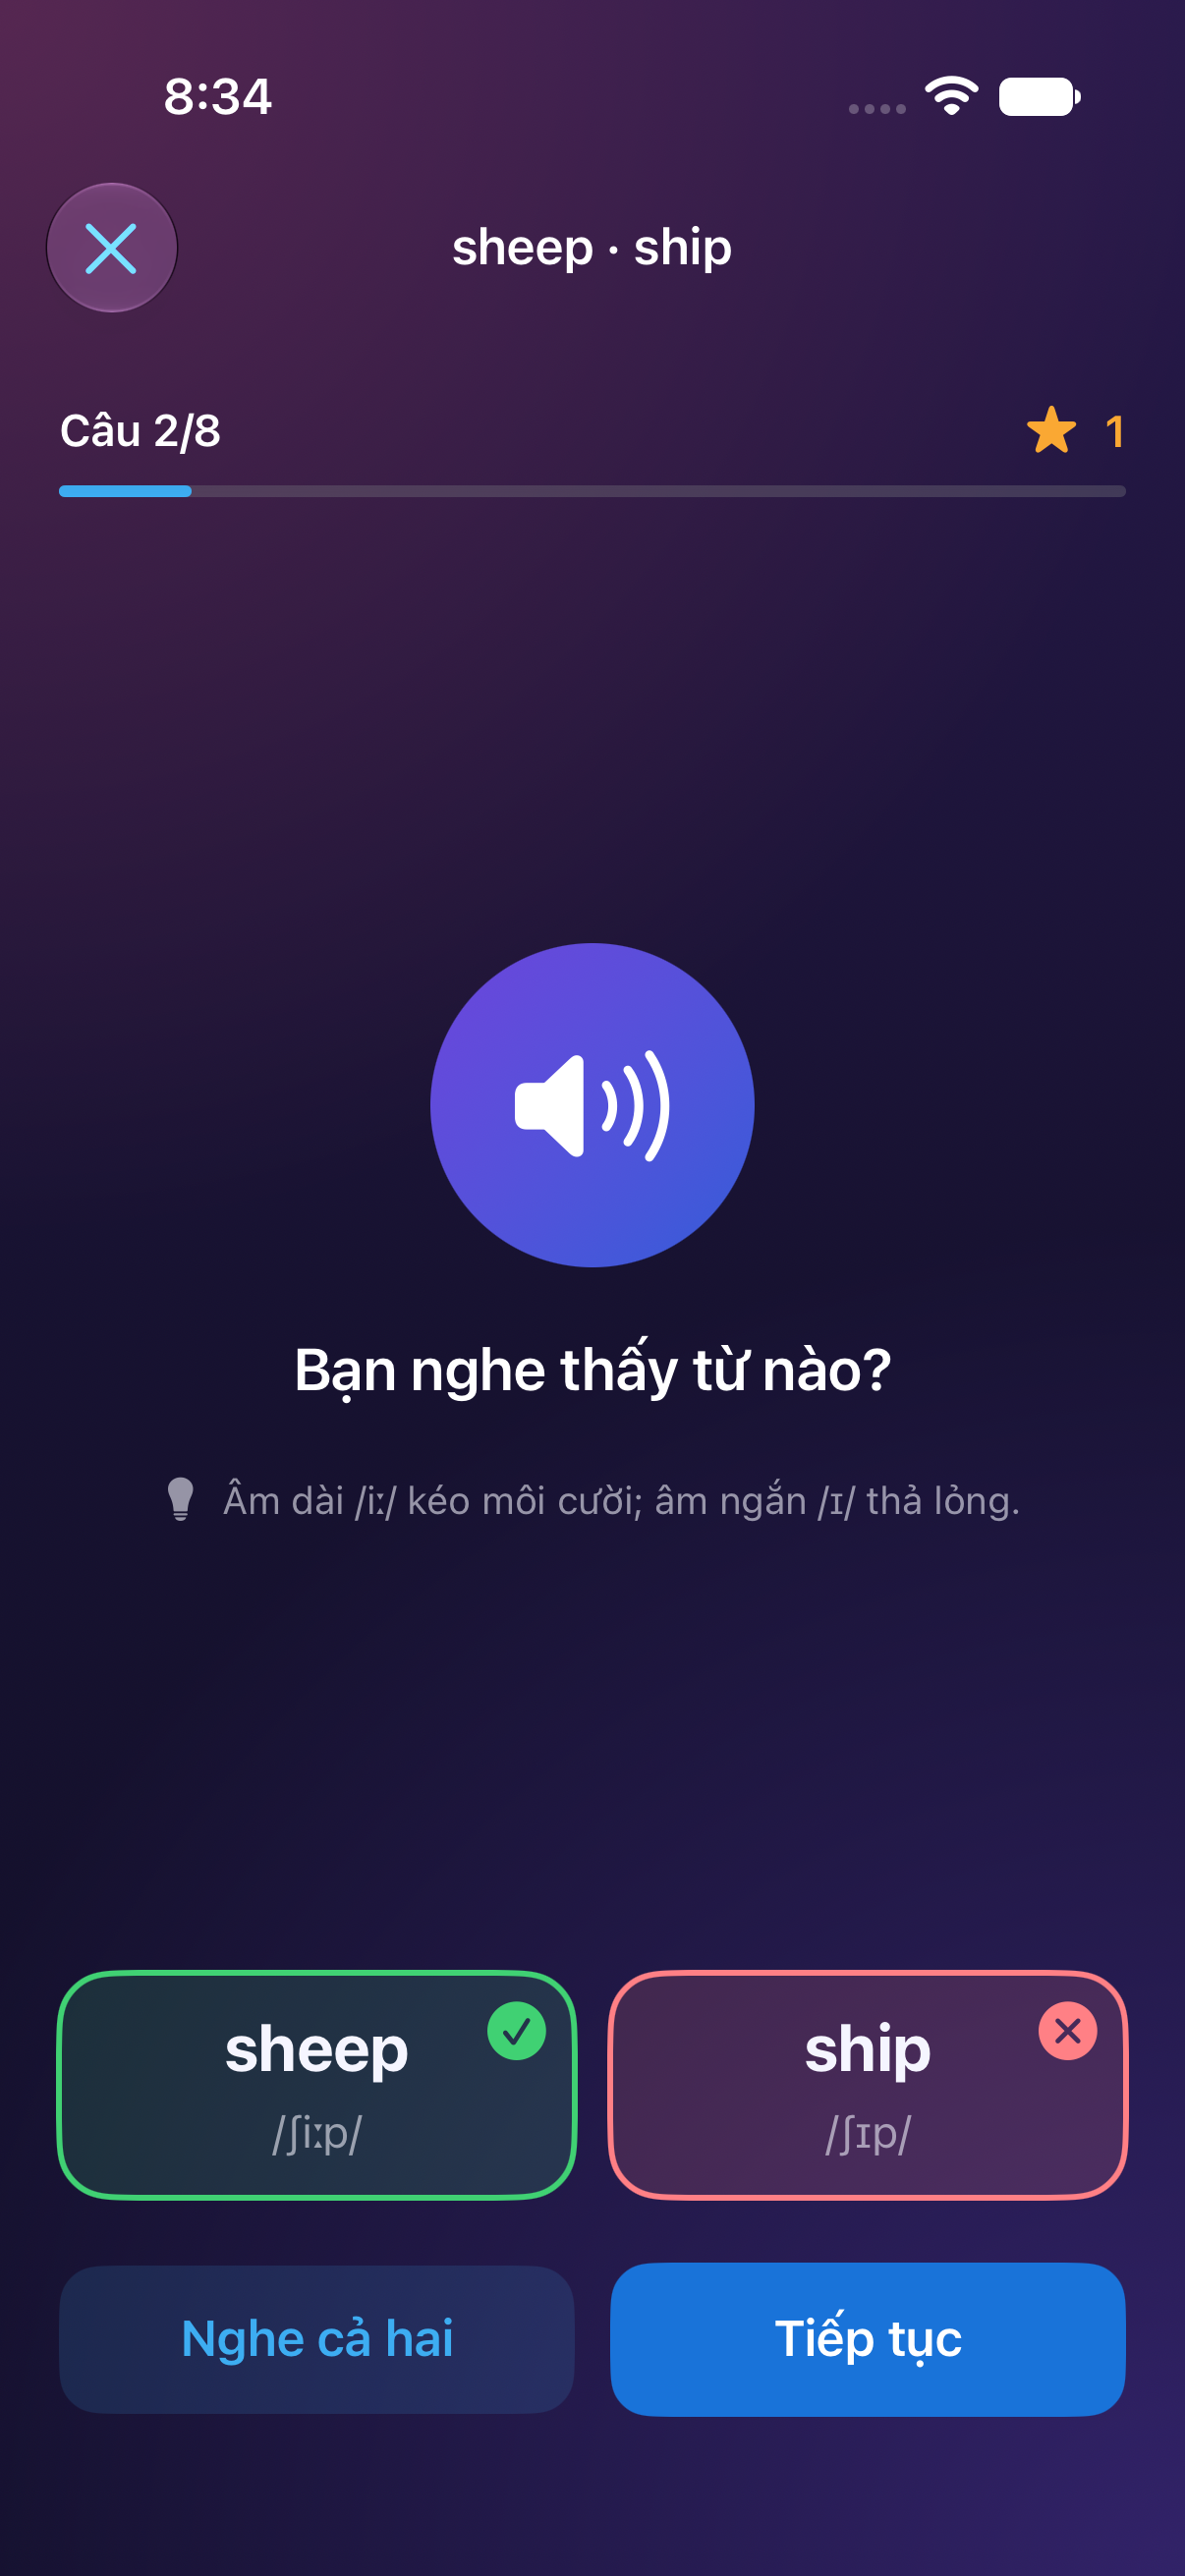 8:34
sheep · ship
Câu 2/8
1
Bạn nghe thấy từ nào?
Âm dài /iː/ kéo môi cười; âm ngắn /ɪ/ thả lỏng.
sheep
/ʃiːp/
ship
/ʃɪp/
Nghe cả hai
Tiếp tục